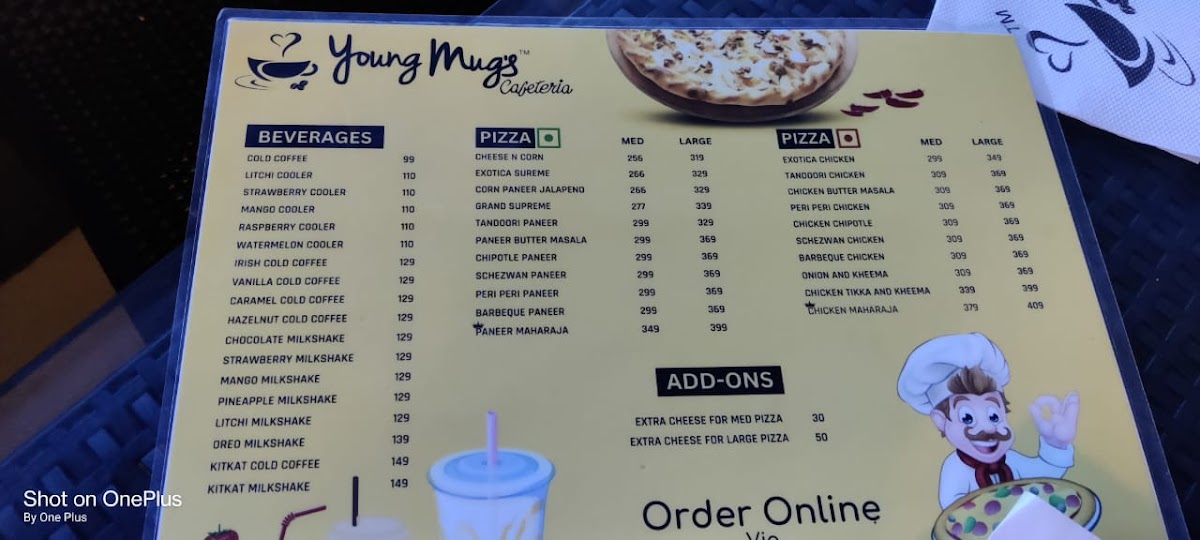 Young Mug's™
Cafeteria
TM
BEVERAGES
COLD COFFEE 99
LITCHI COOLER 110
STRAWBERRY COOLER 110
MANGO COOLER 110
RASPBERRY COOLER 110
WATERMELON COOLER 110
IRISH COLD COFFEE 129
VANILLA COLD COFFEE 129
CARAMEL COLD COFFEE 129
HAZELNUT COLD COFFEE 129
CHOCOLATE MILKSHAKE 129
STRAWBERRY MILKSHAKE 129
MANGO MILKSHAKE 129
PINEAPPLE MILKSHAKE 129
LITCHI MILKSHAKE 129
OREO MILKSHAKE 139
KITKAT COLD COFFEE 149
KITKAT MILKSHAKE 149
PIZZA MED LARGE
CHEESE N CORN 256 319
EXOTICA SUREME 266 329
CORN PANEER JALAPENO 266 329
GRAND SUPREME 277 339
TANDOORI PANEER 299 329
PANEER BUTTER MASALA 299 369
CHIPOTLE PANEER 299 369
SCHEZWAN PANEER 299 369
PERI PERI PANEER 299 369
BARBEQUE PANEER 299 369
PANEER MAHARAJA 349 399
PIZZA MED LARGE
EXOTICA CHICKEN 299 349
TANDOORI CHICKEN 309 369
CHICKEN BUTTER MASALA 309 369
PERI PERI CHICKEN 309 369
CHICKEN CHIPOTLE 309 369
SCHEZWAN CHICKEN 309 369
BARBEQUE CHICKEN 309 369
ONION AND KHEEMA 309 369
CHICKEN TIKKA AND KHEEMA 339 399
CHICKEN MAHARAJA 379 409
ADD-ONS
EXTRA CHEESE FOR MED PIZZA 30
EXTRA CHEESE FOR LARGE PIZZA 50
Order Online
Via
Shot on OnePlus
By One Plus